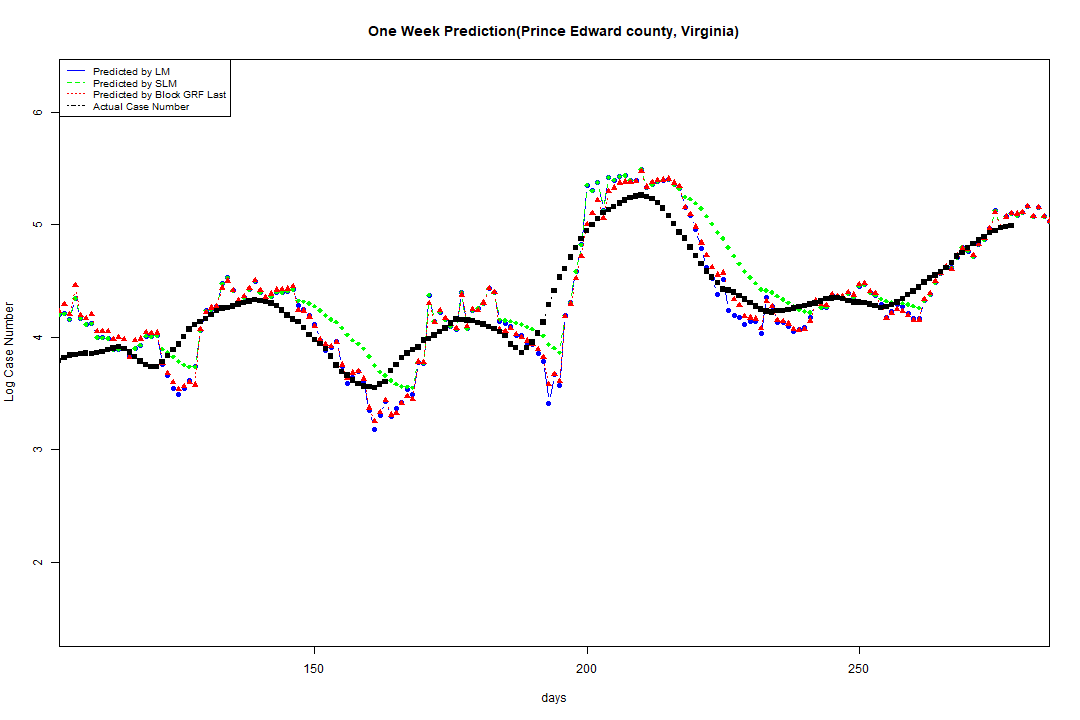 One Week Prediction(Prince Edward county, Virginia)
Predicted by LM
Predicted by SLM
Predicted by Block GRF Last
Actual Case Number
6
5
4
3
2
Log Case Number
150
200
250
days